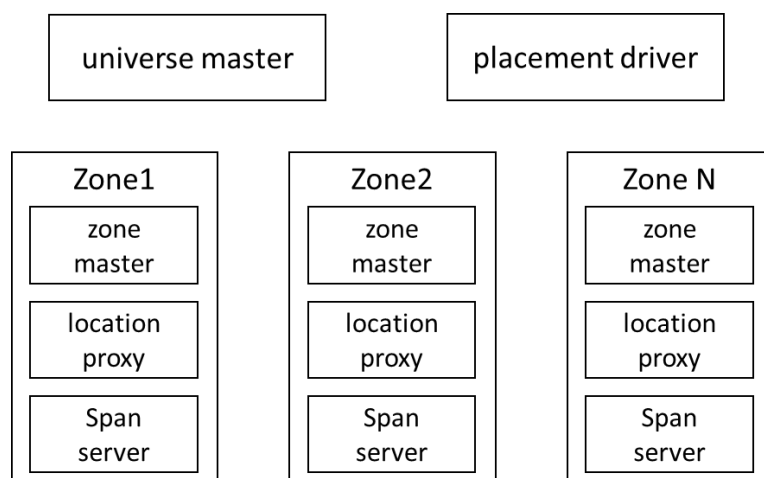 universe master
placement driver
Zone1
zone
master
location
proxy
Span
server
Zone2
zone
master
location
proxy
Span
server
Zone N
zone
master
location
proxy
Span
server